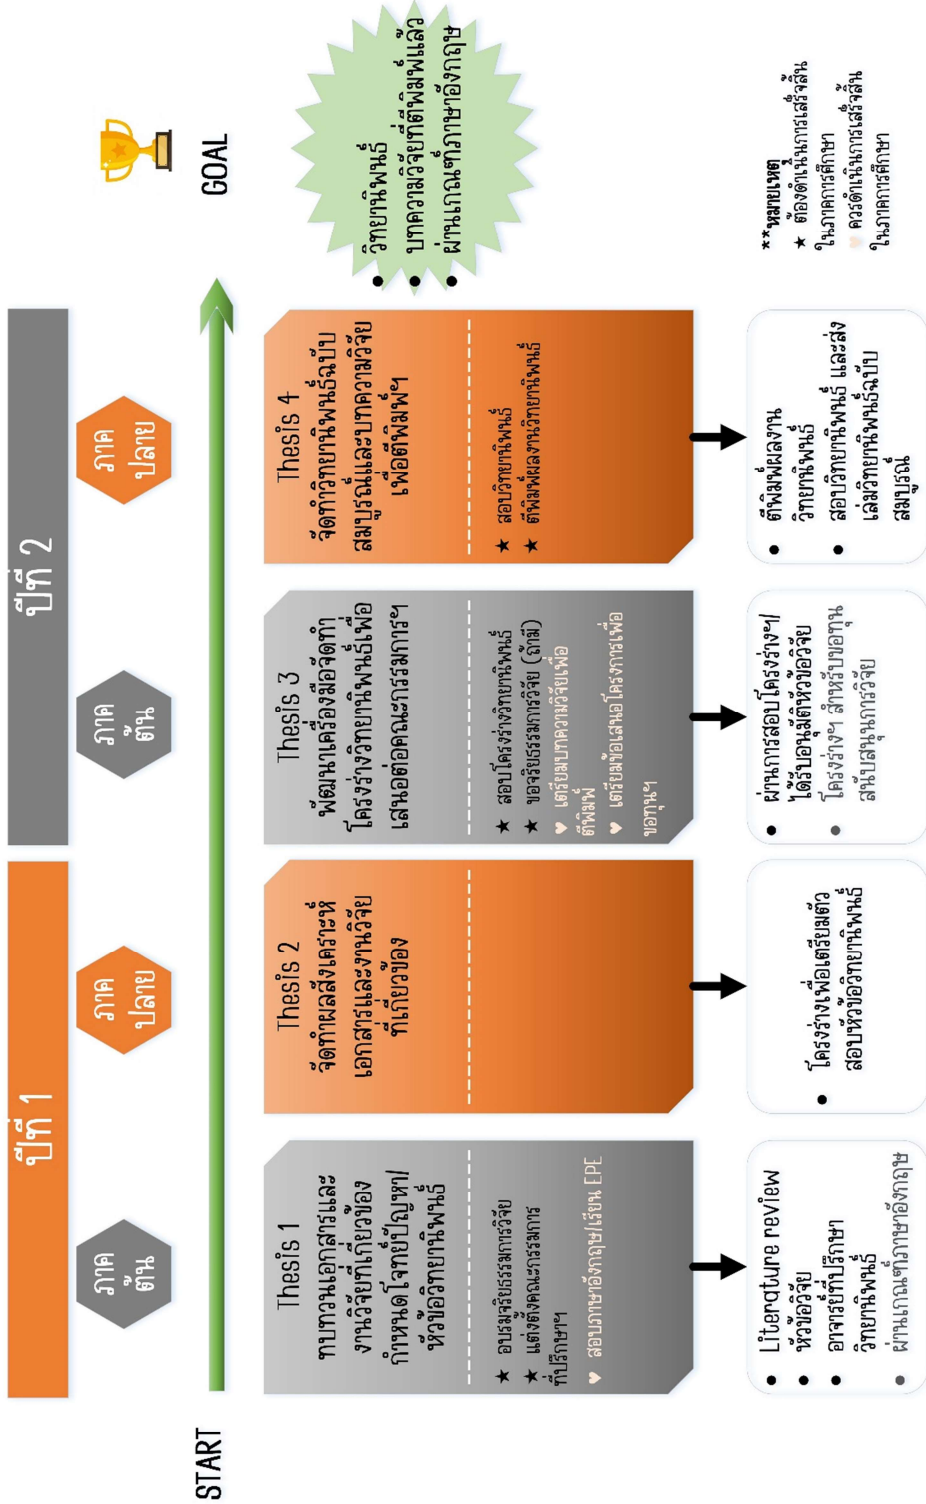 ปีที่ 1
ปีที่ 2
ภาค
ต้น
ภาค
ปลาย
ภาค
ต้น
ภาค
ปลาย
START
GOAL
Thesis 1
ทบทวนเอกสารและ
งานวิจัยที่เกี่ยวข้อง
กำหนดโจทย์ปัญหา/
หัวข้อวิทยานิพนธ์
★ อบรมจริยธรรมการวิจัย
★ แต่งตั้งคณะกรรมการ
ที่ปรึกษาฯ
♥ สอบภาษาอังกฤษ/เรียน EPE
• Literature review
• หัวข้อวิจัย
• อาจารย์ที่ปรึกษา
วิทยานิพนธ์
• ผ่านเกณฑ์ภาษาอังกฤษ
Thesis 2
จัดทำผลสังเคราะห์
เอกสารและงานวิจัย
ที่เกี่ยวข้อง
• โครงร่างเพื่อเตรียมตัว
สอบหัวข้อวิทยานิพนธ์
Thesis 3
พัฒนาเครื่องมือจัดทำ
โครงร่างวิทยานิพนธ์เพื่อ
เสนอต่อคณะกรรมการฯ
★ สอบโครงร่างวิทยานิพนธ์
★ ขอจริยธรรมการวิจัย (ถ้ามี)
♥ เตรียมบทความวิจัยเพื่อ
ตีพิมพ์
♥ เตรียมข้อเสนอโครงการเพื่อ
ขอทุนฯ
• ผ่านการสอบโครงร่างฯ/
ได้รับอนุมัติหัวข้อวิจัย
• โครงร่างฯ สำหรับขอทุน
สนับสนุนการวิจัย
Thesis 4
จัดทำวิทยานิพนธ์ฉบับ
สมบูรณ์และบทความวิจัย
เพื่อตีพิมพ์ฯ
★ สอบวิทยานิพนธ์
★ ตีพิมพ์ผลงานวิทยานิพนธ์
• ตีพิมพ์ผลงาน
วิทยานิพนธ์
• สอบวิทยานิพนธ์ และส่ง
เล่มวิทยานิพนธ์ฉบับ
สมบูรณ์
• วิทยานิพนธ์
• บทความวิจัยที่ตีพิมพ์แล้ว
• ผ่านเกณฑ์ภาษาอังกฤษ
**หมายเหตุ
★ ต้องดำเนินการเสร็จสิ้น
ในภาคการศึกษา
♥ ควรดำเนินการเสร็จสิ้น
ในภาคการศึกษา